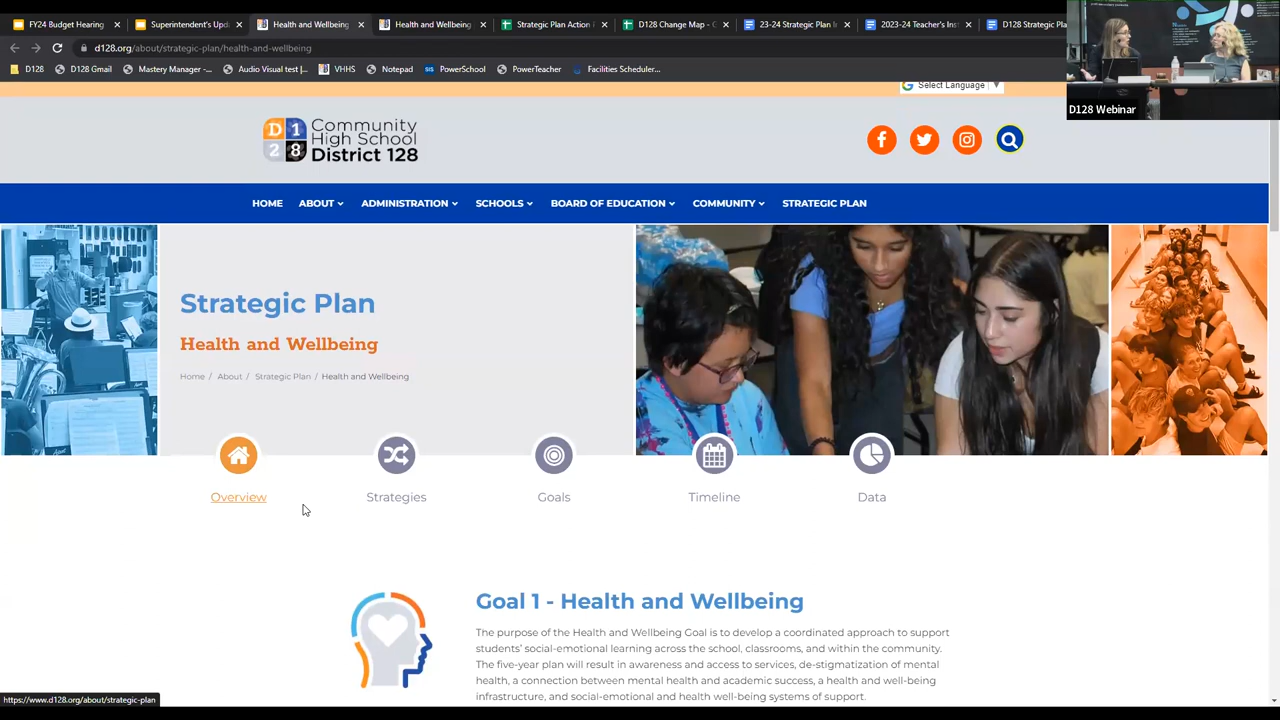 FY24 Budget Hearing
Superintendent's Upda
Health and Wellbeing
Health and Wellbeing
Strategic Plan Action
D128 Change Map - C
23-24 Strategic Plan
2023-24 Teacher's Ins
D128 Strategic Pla
d128.org/about/strategic-plan/health-and-wellbeing
D128
D128 Gmail
Mastery Manager -...
Audio Visual test |...
VHHS
Notepad
SIS PowerSchool
PowerTeacher
Facilities Scheduler...
D128 Webinar
G Select Language ▼
D1
28
Community
High School
District 128
HOME
ABOUT
ADMINISTRATION
SCHOOLS
BOARD OF EDUCATION
COMMUNITY
STRATEGIC PLAN
Strategic Plan
Health and Wellbeing
Home / About / Strategic Plan / Health and Wellbeing
Overview
Strategies
Goals
Timeline
Data
Goal 1 - Health and Wellbeing
The purpose of the Health and Wellbeing Goal is to develop a coordinated approach to support
students' social-emotional learning across the school, classrooms, and within the community.
The five-year plan will result in awareness and access to services, de-stigmatization of mental
health, a connection between mental health and academic success, a health and well-being
infrastructure, and social-emotional and health well-being systems of support.
https://www.d128.org/about/strategic-plan